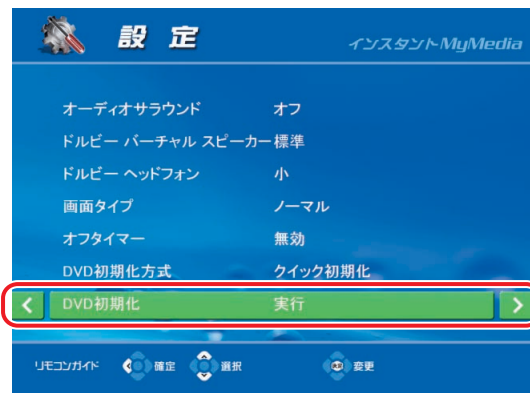 設 定
インスタントMyMedia
オーディオサラウンド オフ
ドルビー バーチャル スピーカー 標準
ドルビー ヘッドフォン 小
画面タイプ ノーマル
オフタイマー 無効
DVD初期化方式 クイック初期化
DVD初期化 実行
リモコンガイド 確定 選択 決定 変更